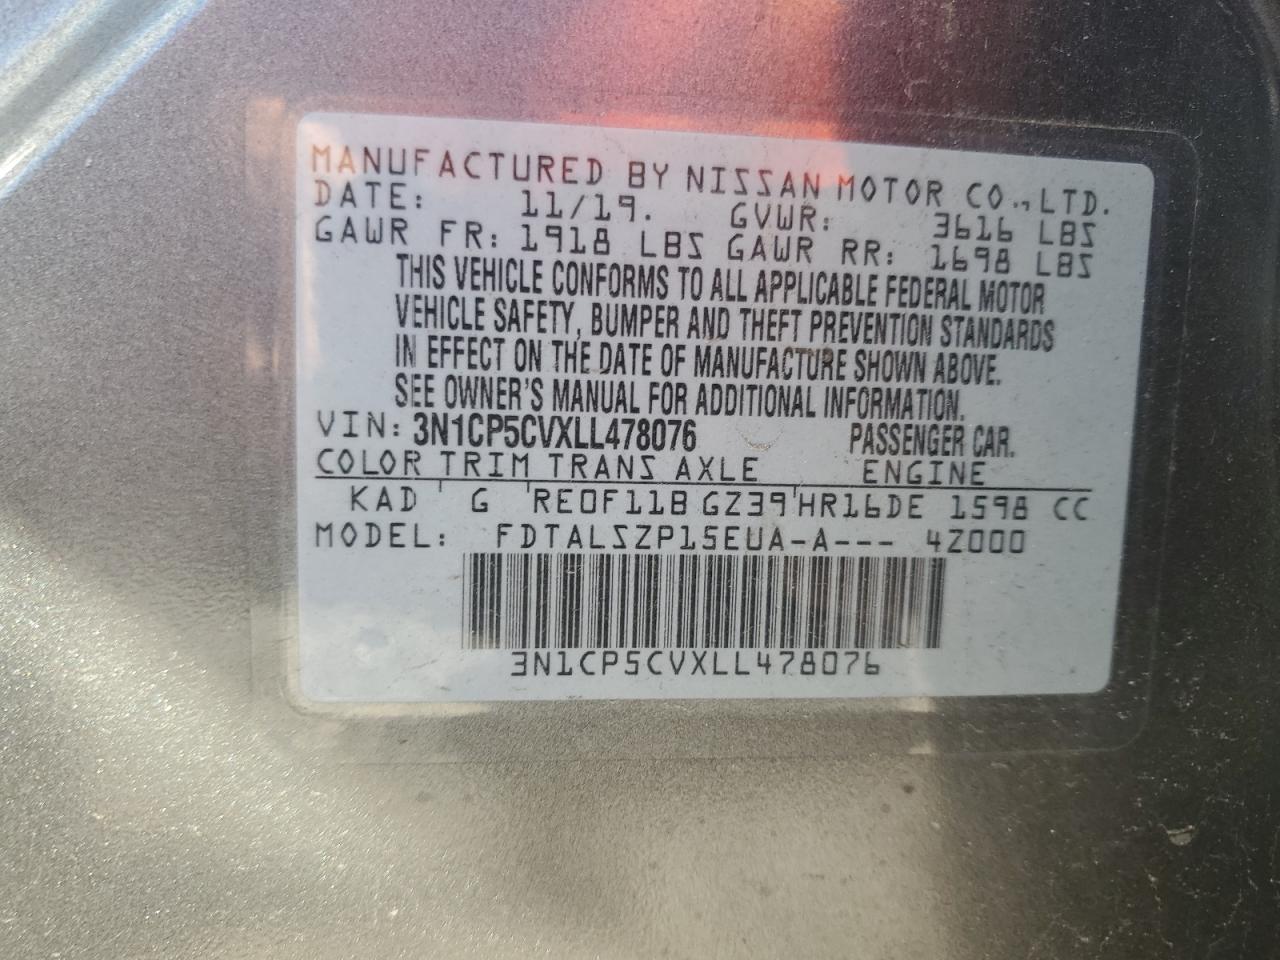 MANUFACTURED BY NISSAN MOTOR CO.,LTD.
DATE: 11/19. GVWR: 3616 LBS
GAWR FR: 1918 LBS GAWR RR: 1698 LBS
THIS VEHICLE CONFORMS TO ALL APPLICABLE FEDERAL MOTOR
VEHICLE SAFETY, BUMPER AND THEFT PREVENTION STANDARDS
IN EFFECT ON THE DATE OF MANUFACTURE SHOWN ABOVE.
SEE OWNER'S MANUAL FOR ADDITIONAL INFORMATION.
VIN: 3N1CP5CVXLL478076 PASSENGER CAR.
COLOR TRIM TRANS AXLE ENGINE
KAD G RE0F11B GZ39 HR16DE 1598 CC
MODEL: FDTALSZP15EUA-A--- 4Z000
3N1CP5CVXLL478076